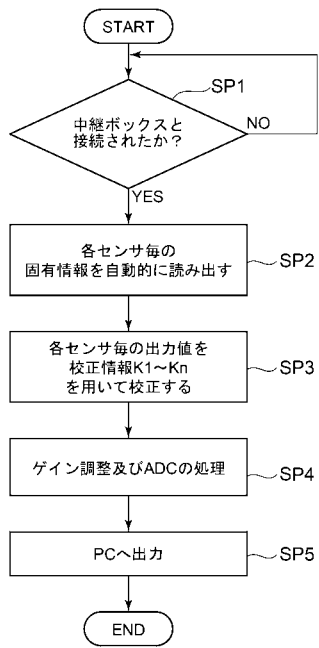 START
SP1
中継ボックスと
接続されたか？
NO
YES
各センサ毎の
固有情報を自動的に読み出す
SP2
各センサ毎の出力値を
校正情報K1～Kn
を用いて校正する
SP3
ゲイン調整及びADCの処理
SP4
PCへ出力
SP5
END